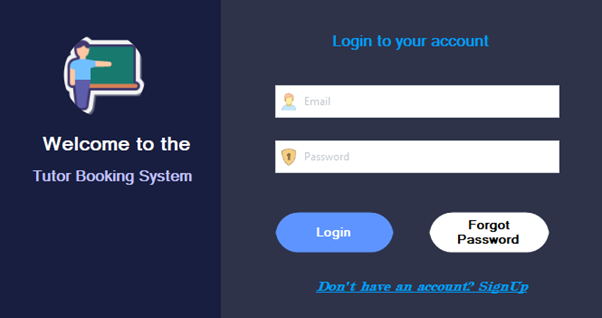 Welcome to the
Tutor Booking System
Login to your account
Email
Password
Login
Forgot
Password
Don't have an account? SignUp